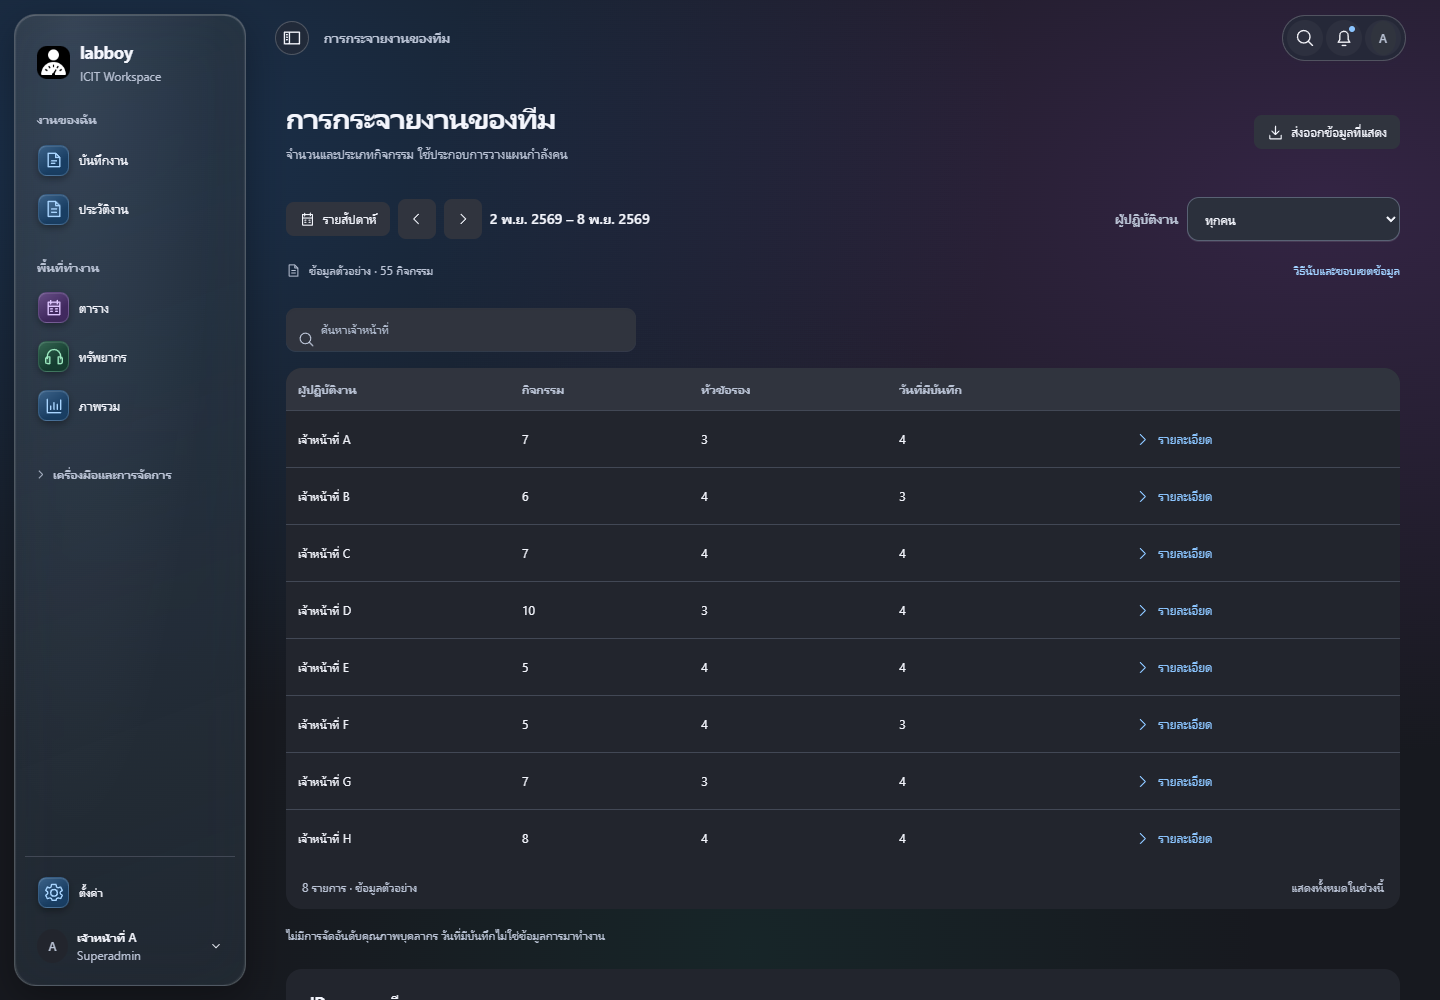 labboy
ICIT Workspace
งานของฉัน
บันทึกงาน
ประวัติงาน
พื้นที่ทำงาน
ตาราง
ทรัพยากร
ภาพรวม
เครื่องมือและการจัดการ
ตั้งค่า
A
เจ้าหน้าที่ A
Superadmin
การกระจายงานของทีม
A
การกระจายงานของทีม
จำนวนและประเภทกิจกรรม ใช้ประกอบการวางแผนกำลังคน
ส่งออกข้อมูลที่แสดง
รายสัปดาห์
2 พ.ย. 2569 – 8 พ.ย. 2569
ผู้ปฏิบัติงาน
ทุกคน
ข้อมูลตัวอย่าง · 55 กิจกรรม
วิธีนับและขอบเขตข้อมูล
ค้นหาเจ้าหน้าที่
ผู้ปฏิบัติงาน กิจกรรม หัวข้อรอง วันที่มีบันทึก
เจ้าหน้าที่ A 7 3 4 รายละเอียด
เจ้าหน้าที่ B 6 4 3 รายละเอียด
เจ้าหน้าที่ C 7 4 4 รายละเอียด
เจ้าหน้าที่ D 10 3 4 รายละเอียด
เจ้าหน้าที่ E 5 4 4 รายละเอียด
เจ้าหน้าที่ F 5 4 3 รายละเอียด
เจ้าหน้าที่ G 7 3 4 รายละเอียด
เจ้าหน้าที่ H 8 4 4 รายละเอียด
8 รายการ · ข้อมูลตัวอย่าง
แสดงทั้งหมดในช่วงนี้
ไม่มีการจัดอันดับคุณภาพบุคลากร วันที่มีบันทึกไม่ใช่ข้อมูลการมาทำงาน